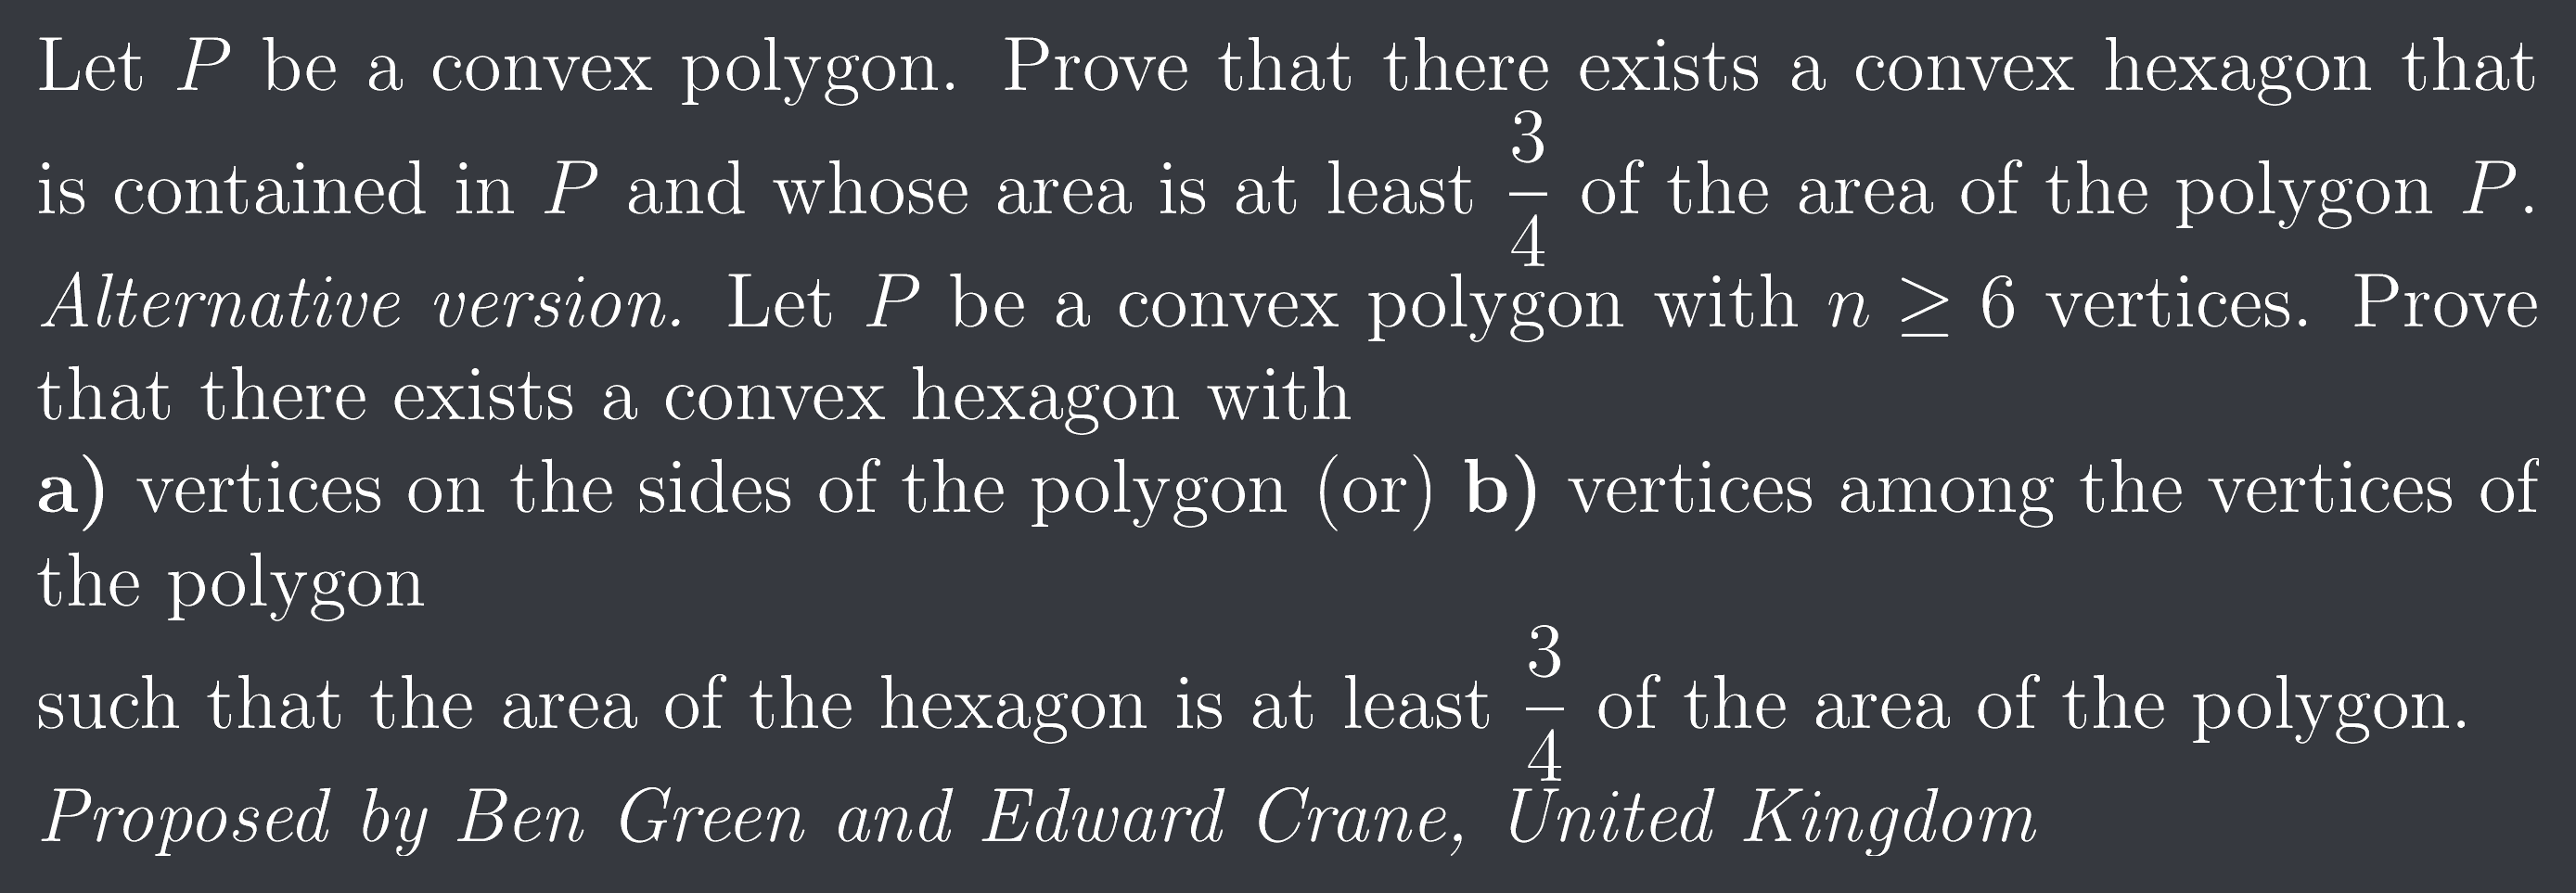 Let P be a convex polygon. Prove that there exists a convex hexagon that
is contained in P and whose area is at least 3/4 of the area of the polygon P.
Alternative version. Let P be a convex polygon with n ≥ 6 vertices. Prove
that there exists a convex hexagon with
a) vertices on the sides of the polygon (or) b) vertices among the vertices of
the polygon
such that the area of the hexagon is at least 3/4 of the area of the polygon.
Proposed by Ben Green and Edward Crane, United Kingdom